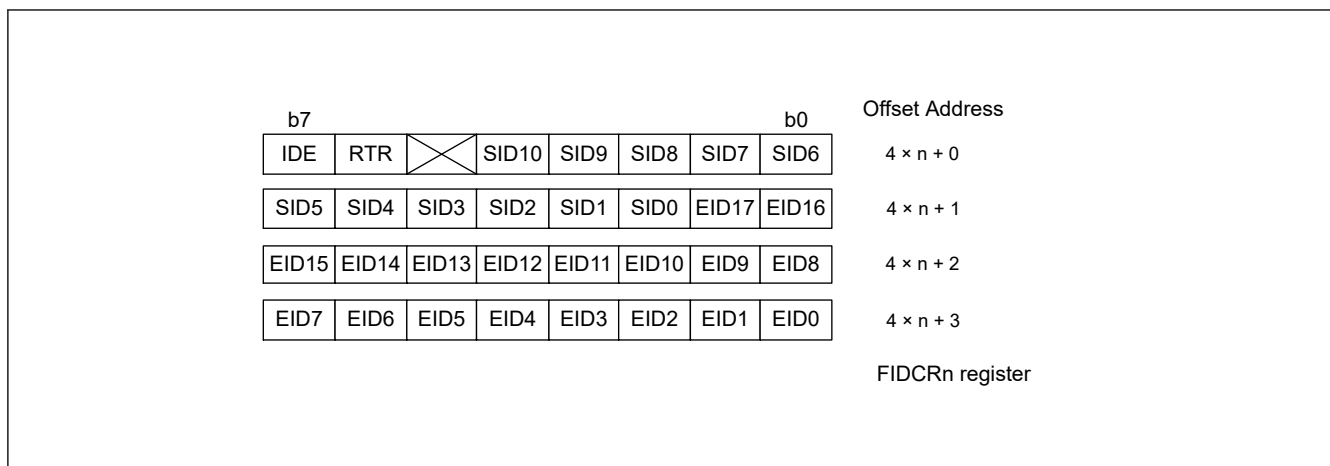 b7 b0 Offset Address
IDE RTR SID10 SID9 SID8 SID7 SID6 4 × n + 0
SID5 SID4 SID3 SID2 SID1 SID0 EID17 EID16 4 × n + 1
EID15 EID14 EID13 EID12 EID11 EID10 EID9 EID8 4 × n + 2
EID7 EID6 EID5 EID4 EID3 EID2 EID1 EID0 4 × n + 3
FIDCRn register